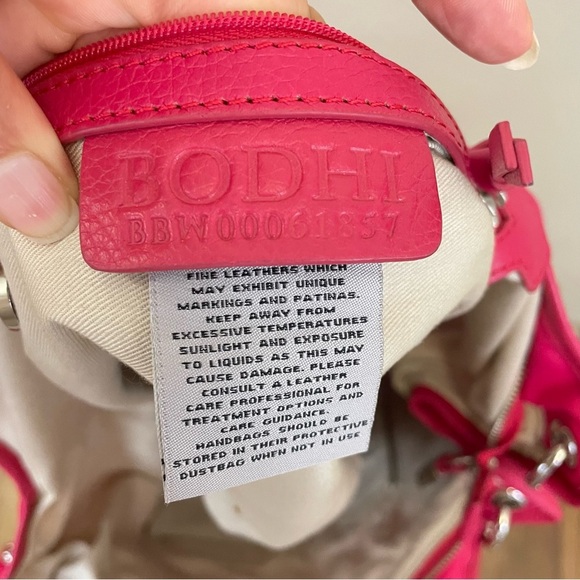 BODHI
BBW00061857
FINE LEATHERS WHICH
MAY EXHIBIT UNIQUE
MARKINGS AND PATINAS.
KEEP AWAY FROM
EXCESSIVE TEMPERATURES
SUNLIGHT AND EXPOSURE
TO LIQUIDS AS THIS MAY
CAUSE DAMAGE. PLEASE
CONSULT A LEATHER
CARE PROFESSIONAL FOR
TREATMENT OPTIONS AND
CARE GUIDANCE.
HANDBAGS SHOULD BE
STORED IN THEIR PROTECTIVE
DUSTBAG WHEN NOT IN USE